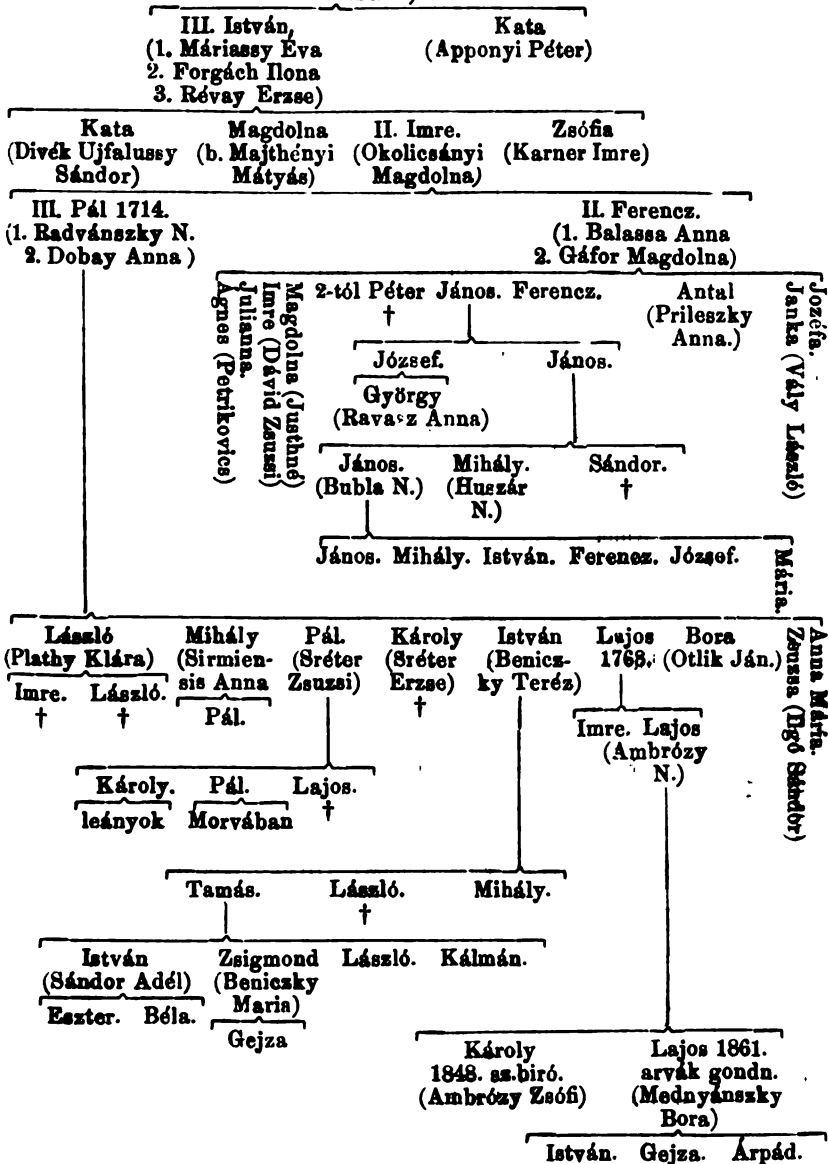 III. István, Kata
(1. Máriassy Éva (Apponyi Péter)
2. Forgách Ilona
3. Révay Erzse)
Kata Magdolna II. Imre. Zsófia
(Divék Ujfalussy (b. Majthényi (Okolicsányi (Karner Imre)
Sándor) Mátyás) Magdolna)
III. Pál 1714. II. Ferencz.
(1. Radvánszky N. (1. Balassa Anna
2. Dobay Anna) 2. Gáfor Magdolna)
Magdolna (Justhné)
Imre (Dávid Zsuzsi)
Julianna.
Ágnes (Petrikovics)
2-tól Péter János. Ferencz. Antal
† (Prileszky
Anna.)
Jozéfa.
Janka (Vály László)
József. János.
György
(Ravasz Anna)
János. Mihály. Sándor.
(Bubla N.) (Huszár †
N.)
János. Mihály. István. Ferencz. József.
Mária.
László Mihály Pál. Károly István Lajos Bora
(Plathy Klára) (Sirmien- (Sréter (Sréter (Benicz- 1768. (Otlik Ján.)
sis Anna Zsuzsi) Erzse) ky Teréz)
Imre. László. Pál. †
† †
Anna Mária.
Zsuzsa (Ilgó Sándor)
Imre. Lajos
(Ambrózy
N.)
Károly. Pál. Lajos.
leányok Morvában †
Tamás. László. Mihály.
†
István Zsigmond László. Kálmán.
(Sándor Adél) (Beniczky
Maria)
Eszter. Béla. Gejza
Károly Lajos 1861.
1848. sz.biró. arvák gondn.
(Ambrózy Zsófi) (Mednyánszky
Bora)
István. Gejza. Árpád.